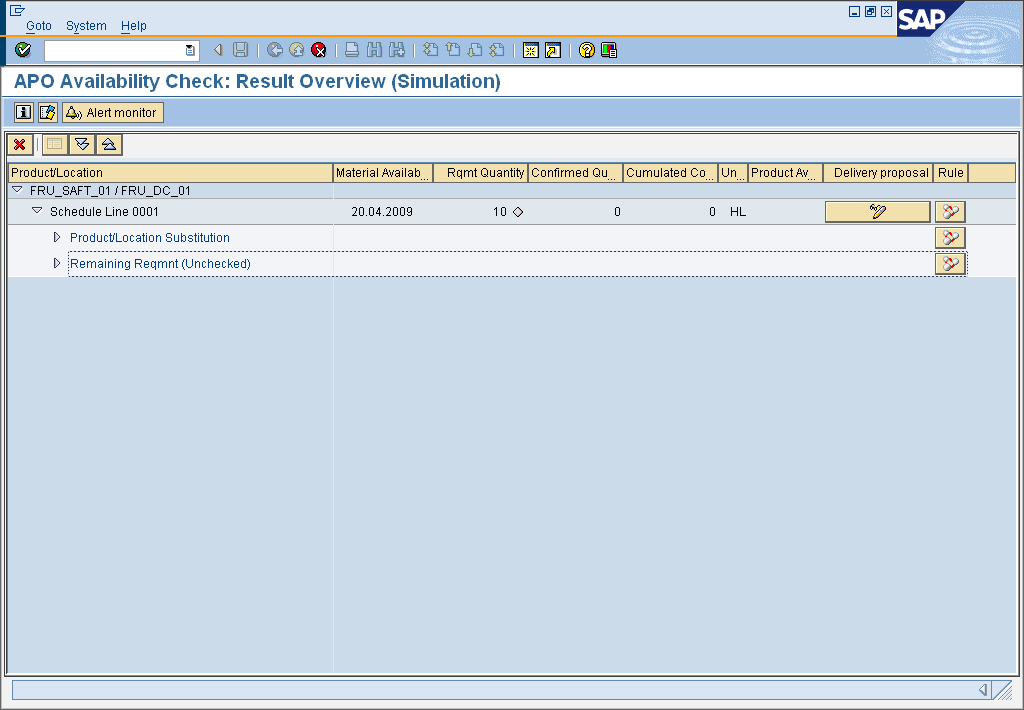 Goto System Help
SAP
APO Availability Check: Result Overview (Simulation)
Alert monitor
Product/Location Material Availab... Rqmt Quantity Confirmed Qu... Cumulated Co... Un... Product Av... Delivery proposal Rule
FRU_SAFT_01 / FRU_DC_01
Schedule Line 0001 20.04.2009 10 0 0 HL
Product/Location Substitution
Remaining Reqmnt (Unchecked)